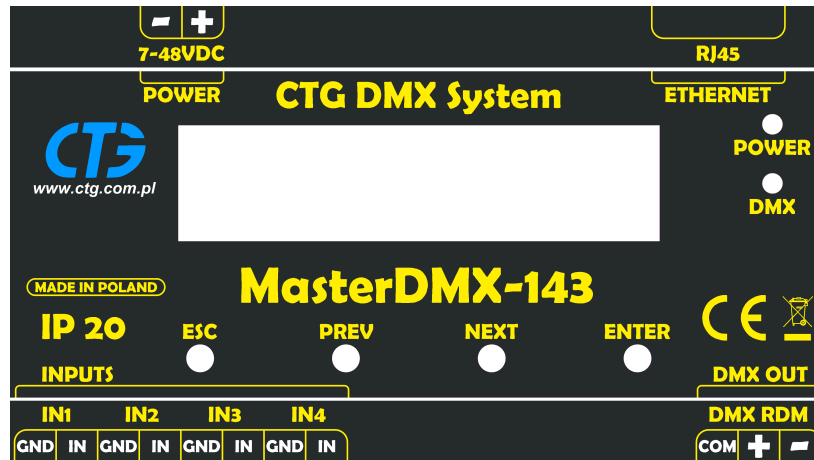 - +
7-48VDC RJ45
POWER CTG DMX System ETHERNET
POWER
CTG
www.ctg.com.pl
DMX
MADE IN POLAND MasterDMX-143
IP 20 ESC PREV NEXT ENTER CE
INPUTS DMX OUT
IN1 IN2 IN3 IN4 DMX RDM
GND IN GND IN GND IN GND IN COM + -